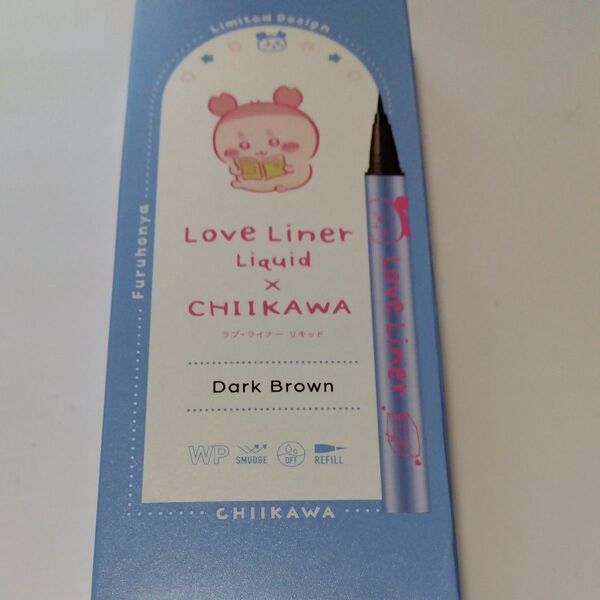 Limited Design
Furuhonya
Love Liner
Liquid
×
CHIIKAWA
ラブ・ライナー リキッド
Dark Brown
WP
SMUDGE
OFF
REFILL
CHIIKAWA
Love Liner